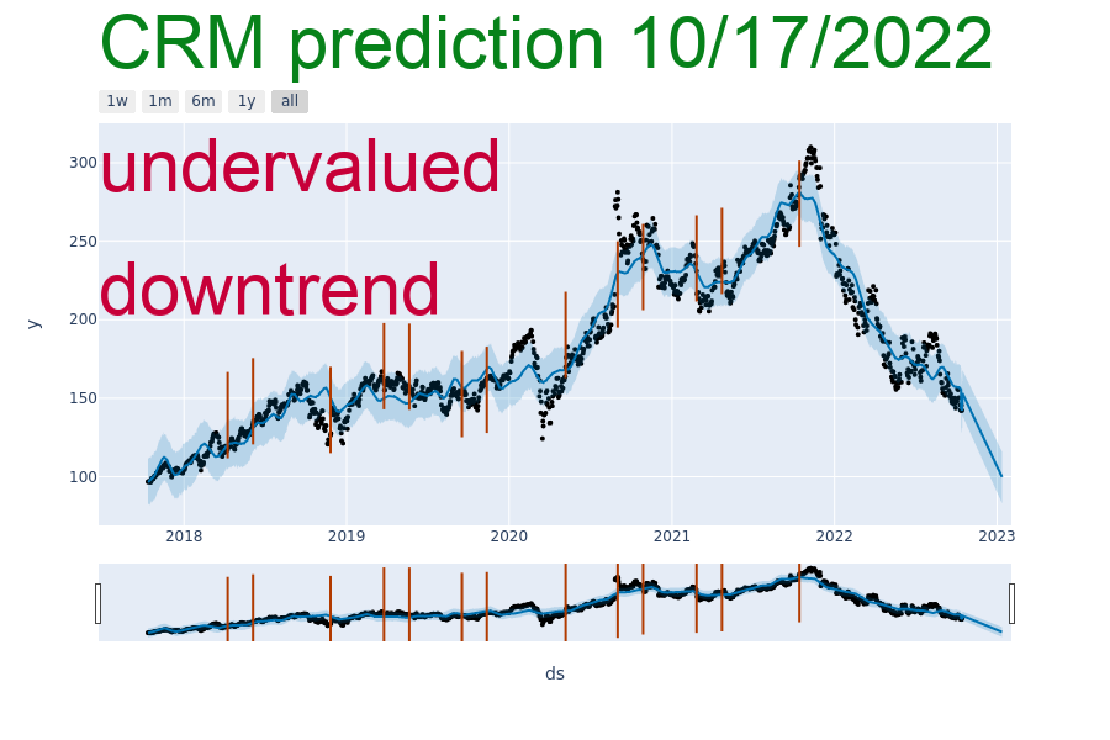 CRM prediction 10/17/2022
1w 1m 6m 1y all
undervalued
downtrend
300
250
200
150
100
y
2018 2019 2020 2021 2022 2023
ds